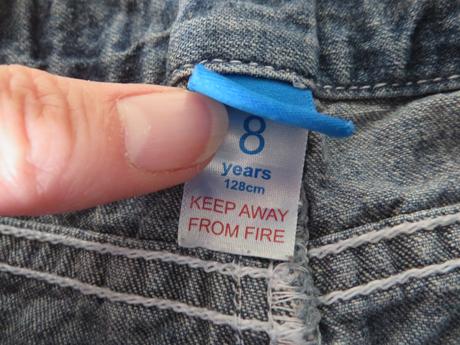 8
years
128cm
KEEP AWAY
FROM FIRE